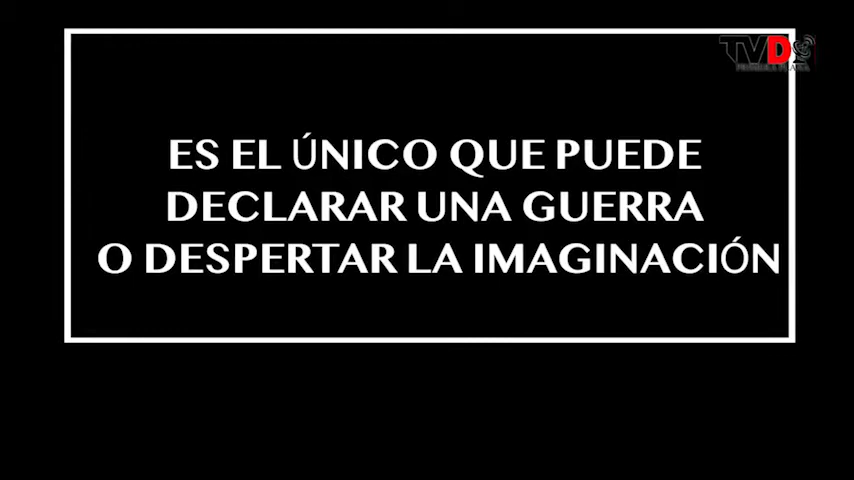 TVD
ES EL ÚNICO QUE PUEDE
DECLARAR UNA GUERRA
O DESPERTAR LA IMAGINACIÓN